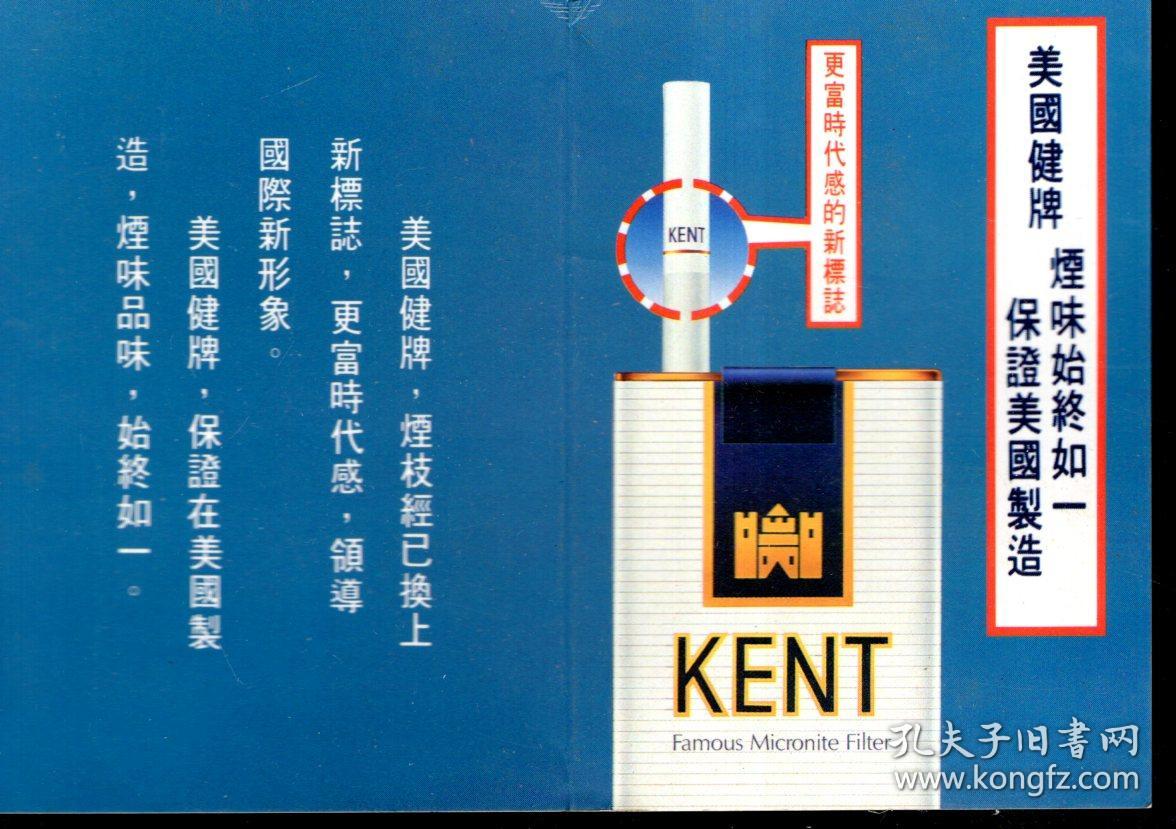 美國健牌
煙味始終如一
保證美國製造
更富時代感的新標誌
KENT
KENT
Famous Micronite Filter
美國健牌，煙枝經已換上
新標誌，更富時代感，領導
國際新形象。
美國健牌，保證在美國製
造，煙味品味，始終如一。
孔夫子旧書网
www.kongfz.com